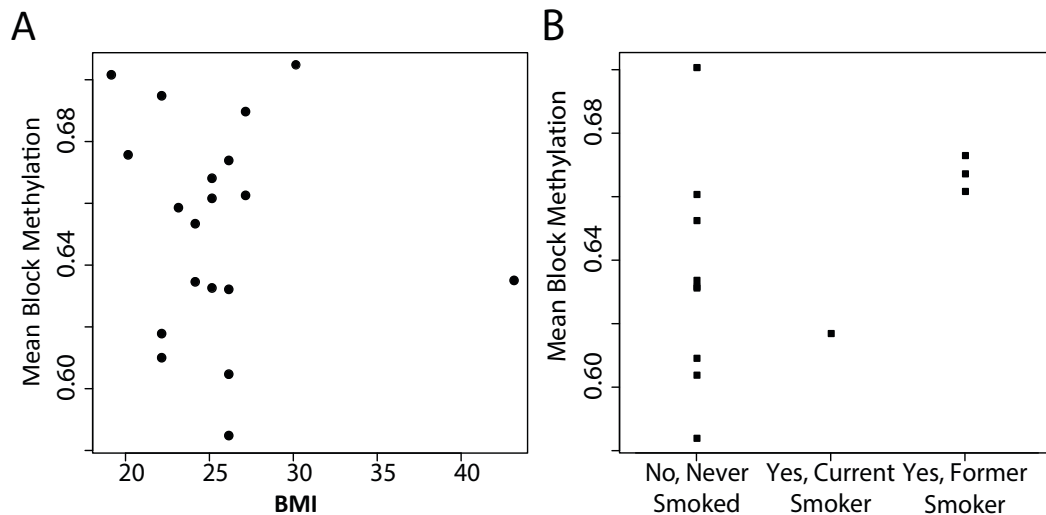 A
Mean Block Methylation
0.68
0.64
0.60
20
25
30
35
40
BMI
B
Mean Block Methylation
0.68
0.64
0.60
No, Never
Smoked
Yes, Current
Smoker
Yes, Former
Smoker